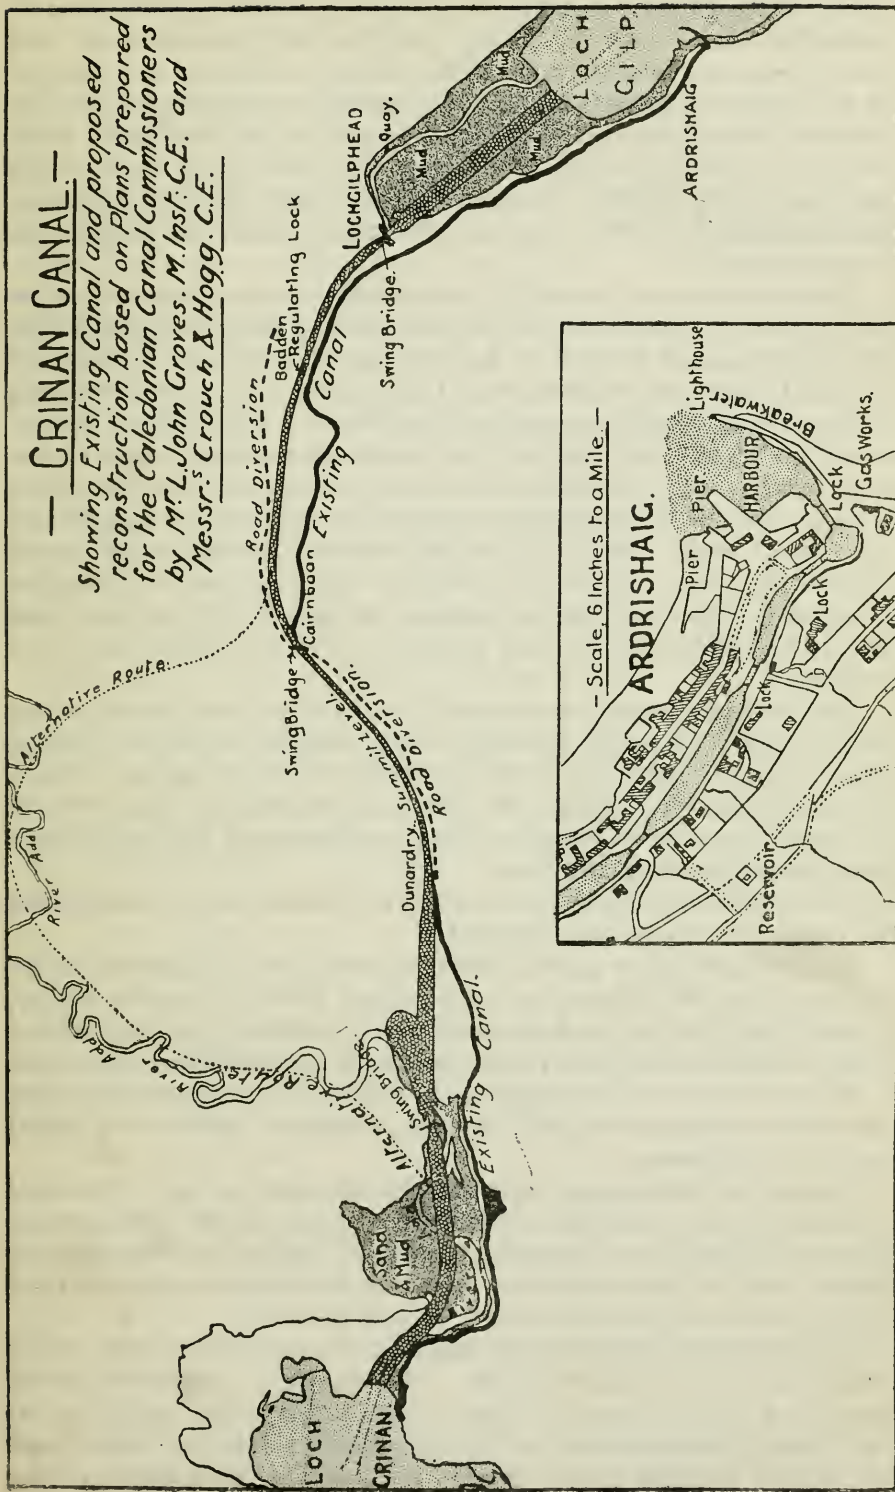 — CRINAN CANAL.—
Showing Existing Canal and proposed
reconstruction based on Plans prepared
for the Caledonian Canal Commissioners
by Mr. L. John Groves. M. Inst: C.E. and
Messr:s Crouch & Hogg. C.E.
Alternative Route
River Add
River Add
Alternative Route
Swing Bridge
Sand & Mud
LOCH
CRINAN
Existing Canal.
Dunardry
Summit Level
Road Diversion.
Swing Bridge
Cairnbaan
Road Diversion
Existing Canal
Badden
Regulating Lock
LOCHGILPHEAD
Swing Bridge.
Quay.
Mud
Mud
Mud
LOCH
GILP
ARDRISHAIG
— Scale, 6 Inches to a Mile.—
ARDRISHAIG.
Pier
Pier
Lighthouse
HARBOUR
Breakwater
Lock
Gas Works.
Lock
Lock
Reservoir